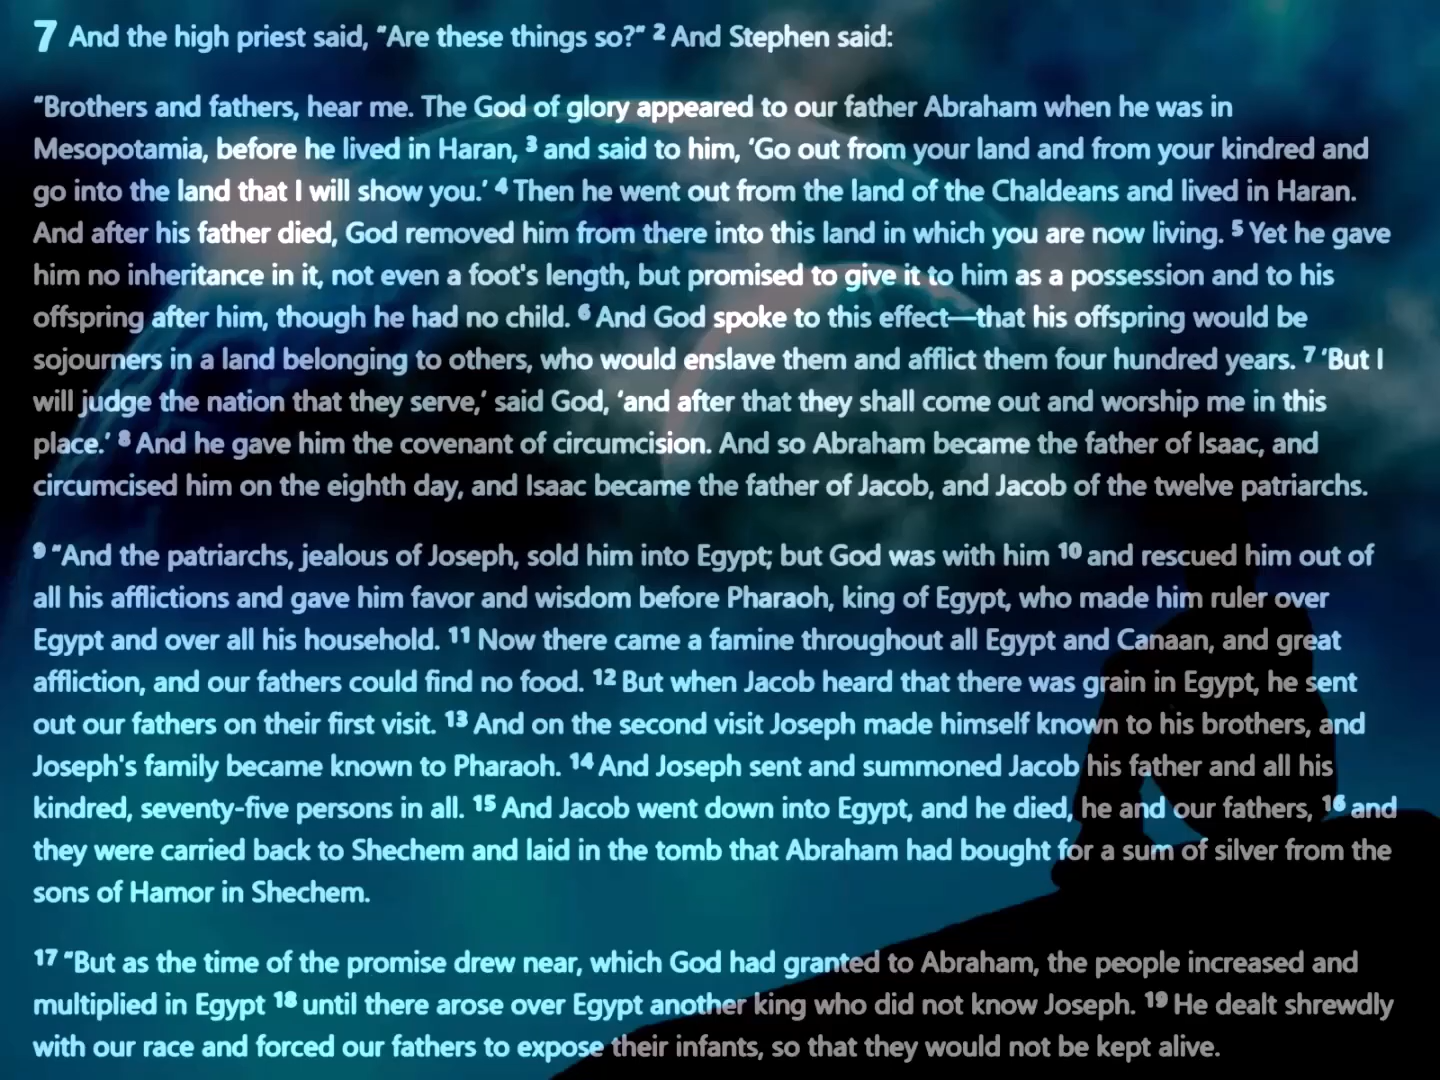 7 And the high priest said, “Are these things so?” 2 And Stephen said:
“Brothers and fathers, hear me. The God of glory appeared to our father Abraham when he was in
Mesopotamia, before he lived in Haran, 3 and said to him, ‘Go out from your land and from your kindred and
go into the land that I will show you.’ 4 Then he went out from the land of the Chaldeans and lived in Haran.
And after his father died, God removed him from there into this land in which you are now living. 5 Yet he gave
him no inheritance in it, not even a foot's length, but promised to give it to him as a possession and to his
offspring after him, though he had no child. 6 And God spoke to this effect—that his offspring would be
sojourners in a land belonging to others, who would enslave them and afflict them four hundred years. 7 ‘But I
will judge the nation that they serve,’ said God, ‘and after that they shall come out and worship me in this
place.’ 8 And he gave him the covenant of circumcision. And so Abraham became the father of Isaac, and
circumcised him on the eighth day, and Isaac became the father of Jacob, and Jacob of the twelve patriarchs.
9 “And the patriarchs, jealous of Joseph, sold him into Egypt; but God was with him 10 and rescued him out of
all his afflictions and gave him favor and wisdom before Pharaoh, king of Egypt, who made him ruler over
Egypt and over all his household. 11 Now there came a famine throughout all Egypt and Canaan, and great
affliction, and our fathers could find no food. 12 But when Jacob heard that there was grain in Egypt, he sent
out our fathers on their first visit. 13 And on the second visit Joseph made himself known to his brothers, and
Joseph's family became known to Pharaoh. 14 And Joseph sent and summoned Jacob his father and all his
kindred, seventy-five persons in all. 15 And Jacob went down into Egypt, and he died, he and our fathers, 16 and
they were carried back to Shechem and laid in the tomb that Abraham had bought for a sum of silver from the
sons of Hamor in Shechem.
17 “But as the time of the promise drew near, which God had granted to Abraham, the people increased and
multiplied in Egypt 18 until there arose over Egypt another king who did not know Joseph. 19 He dealt shrewdly
with our race and forced our fathers to expose their infants, so that they would not be kept alive.